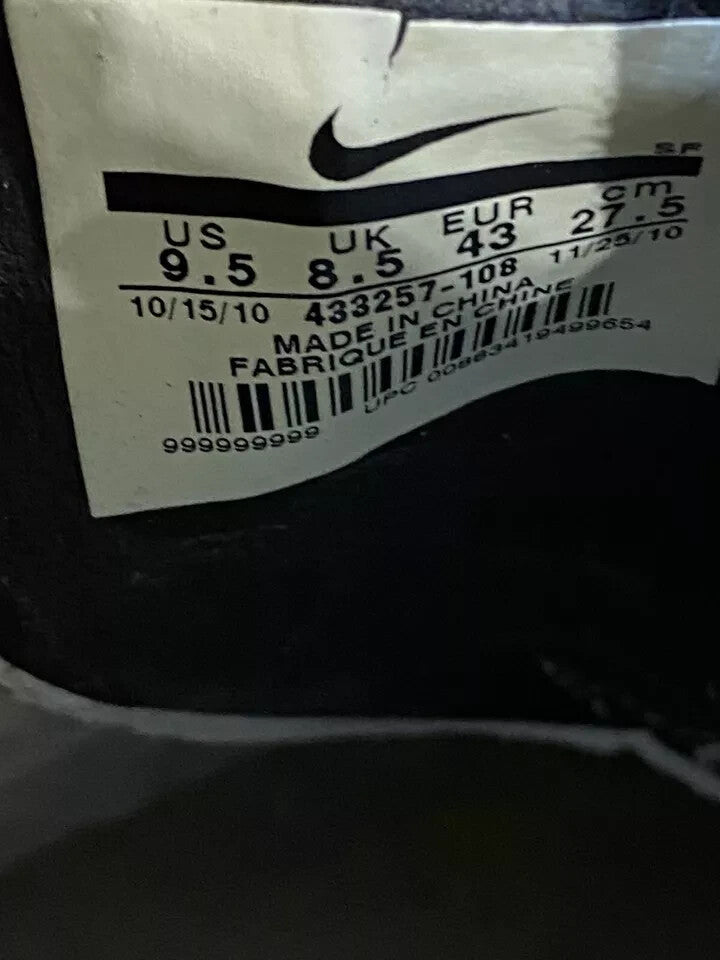 SF
US UK EUR cm
9.5 8.5 43 27.5
10/15/10 433257-108 11/25/10
MADE IN CHINA
FABRIQUE EN CHINE
999999999 UPC 00883419499654